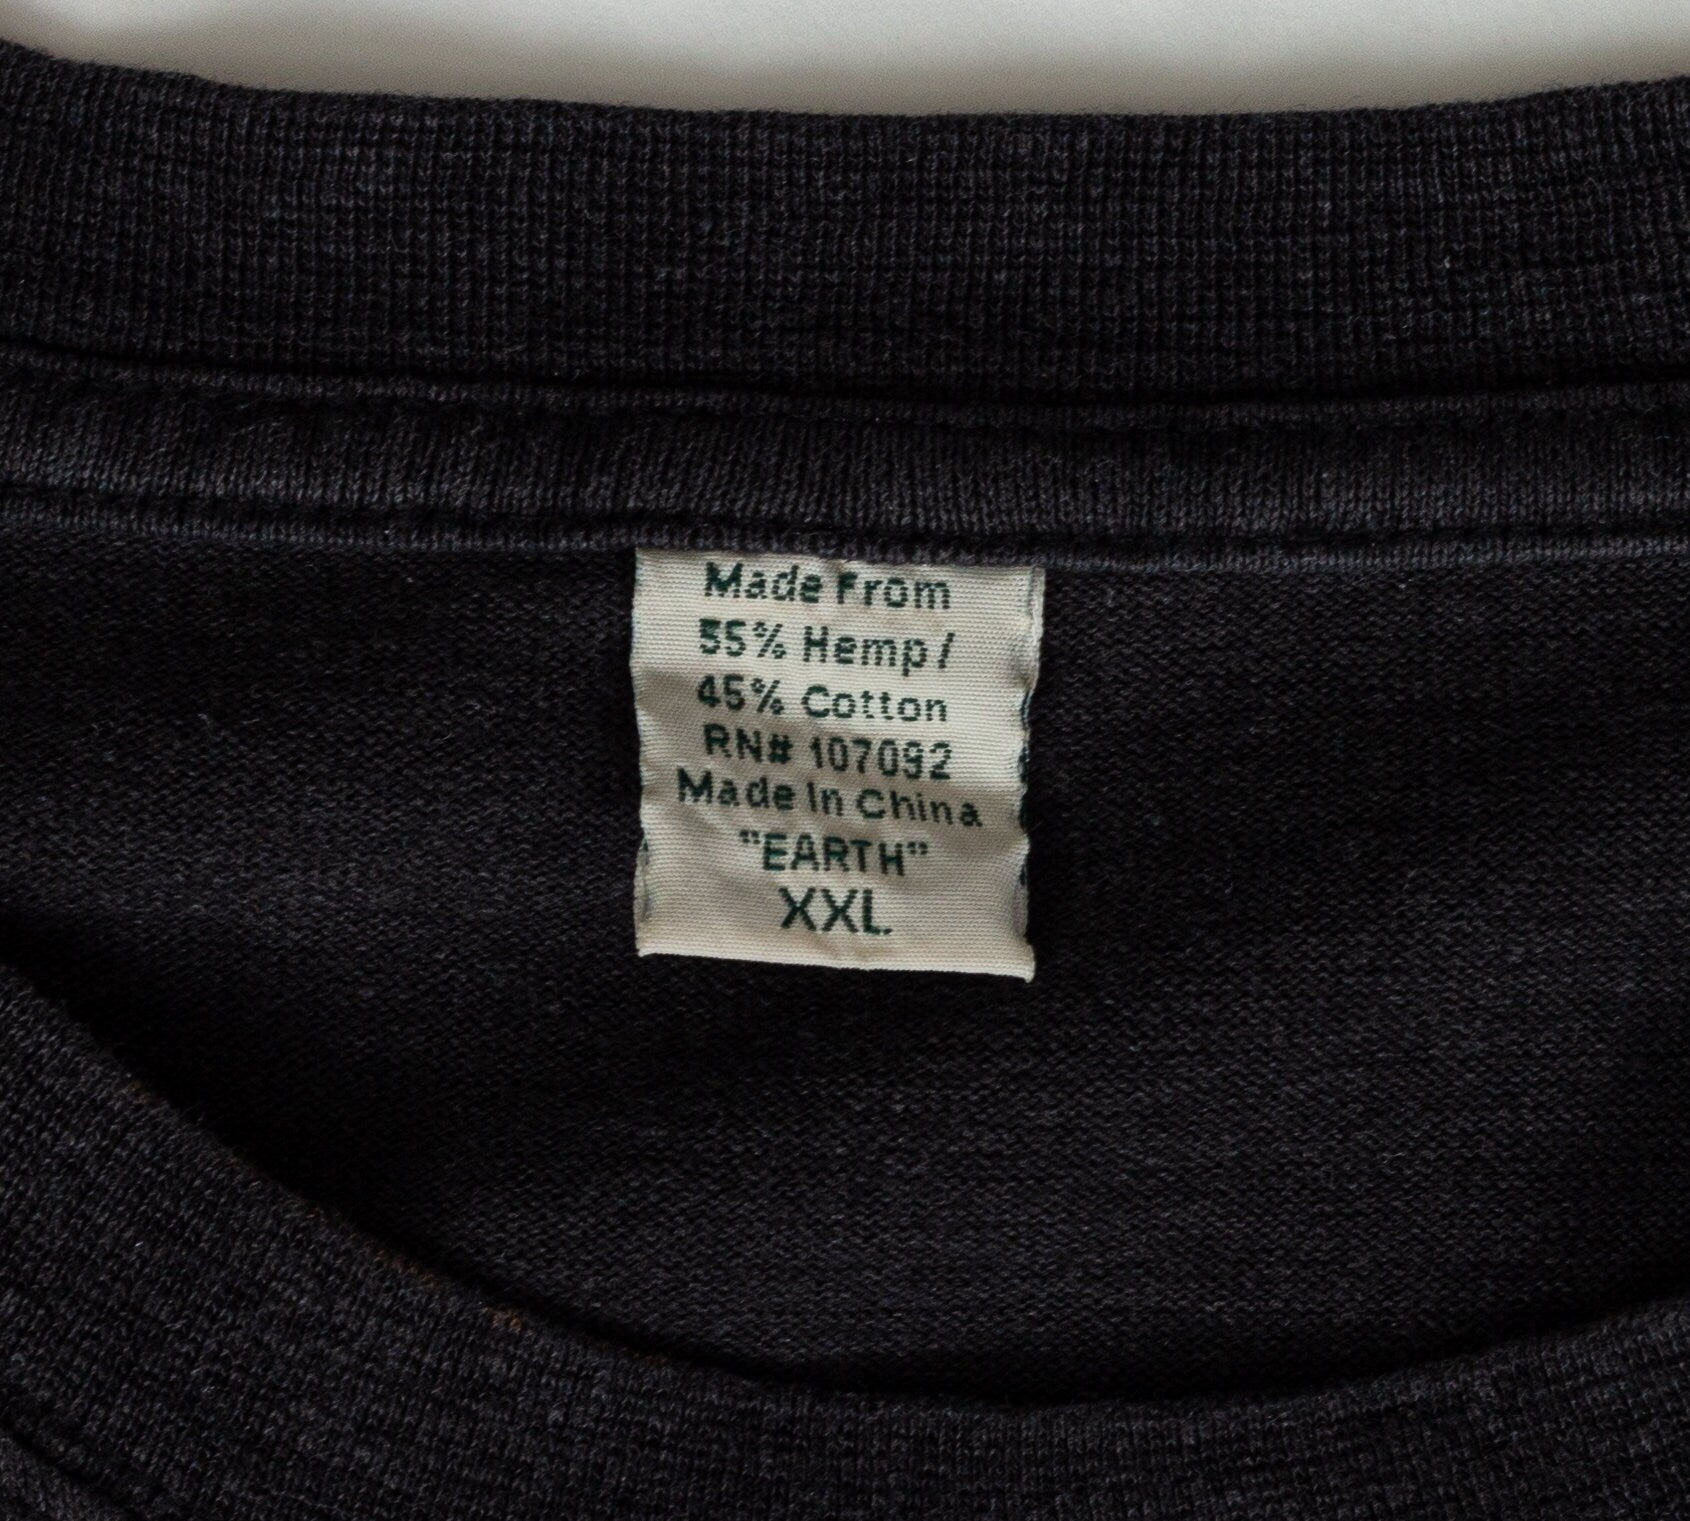 Made From
55% Hemp/
45% Cotton
RN# 107092
Made In China
"EARTH"
XXL